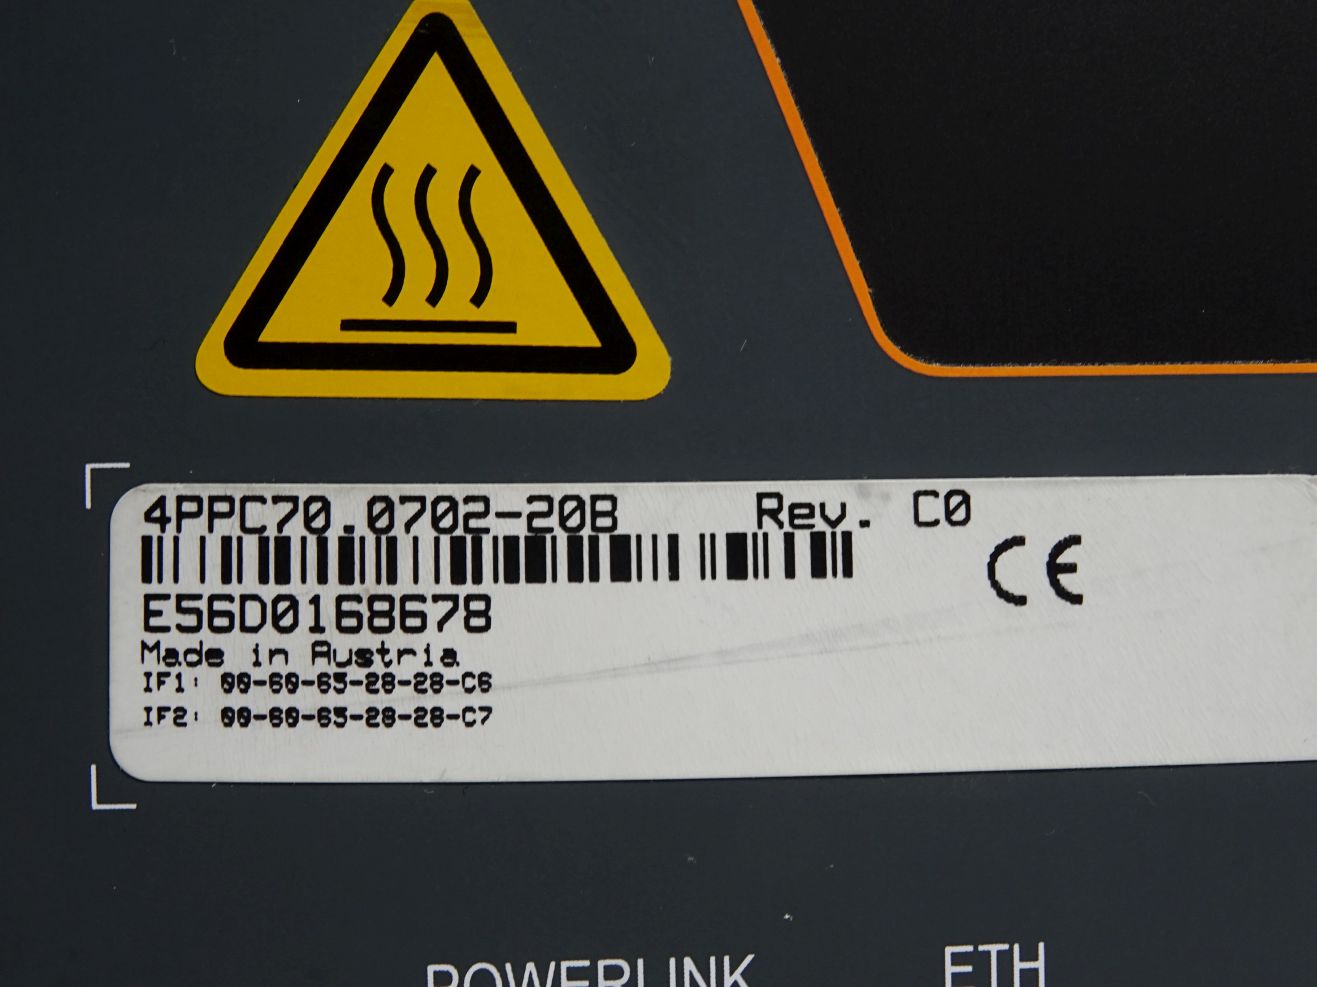 4PPC70.0702-20B Rev. C0
CE
E56D0168678
Made in Austria
IF1: 00-60-65-28-28-C6
IF2: 00-60-65-28-28-C7
POWERLINK ETH